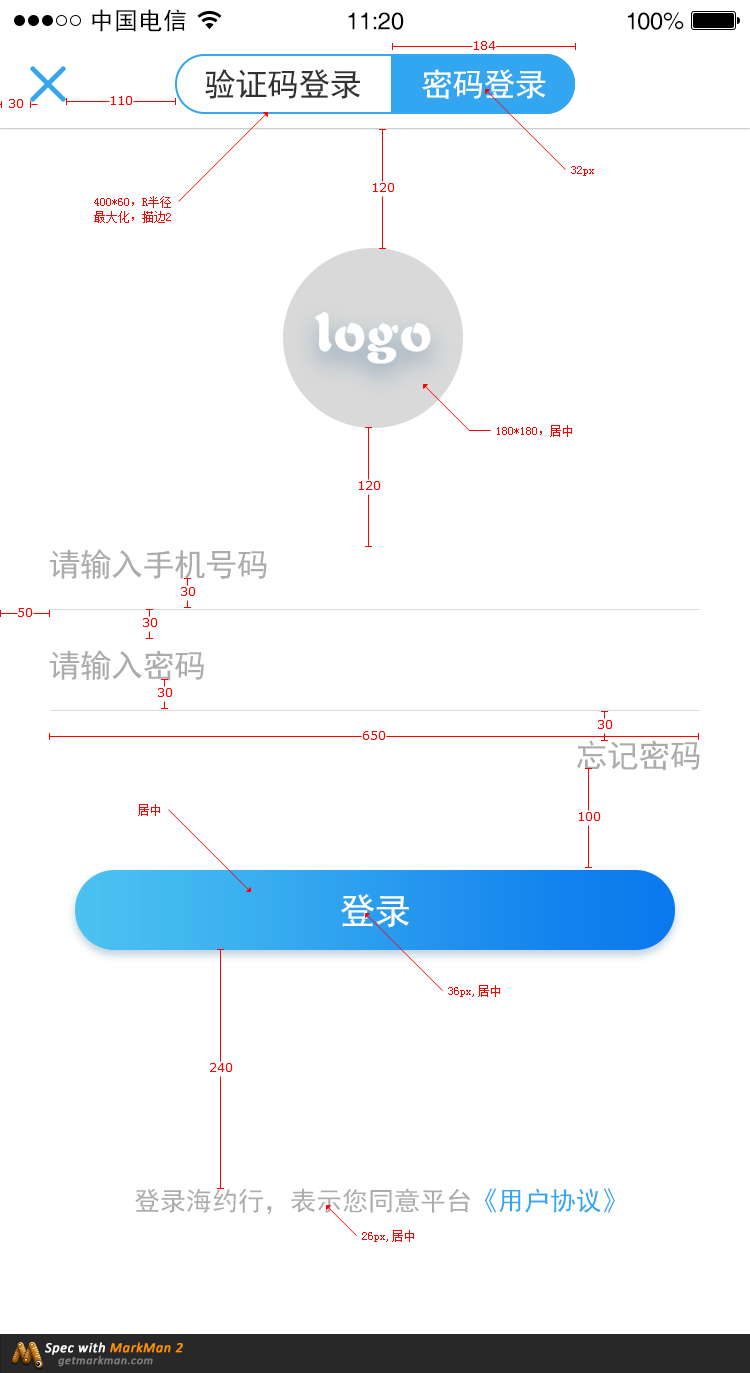 中国电信 11:20 100%
184
验证码登录 密码登录
30 110
32px
120
400*60，R半径
最大化，描边2
logo
180*180，居中
120
请输入手机号码
30
50
30
请输入密码
30
30
650
忘记密码
居中
100
登录
36px,居中
240
登录海约行，表示您同意平台《用户协议》
26px,居中
Spec with MarkMan 2
getmarkman.com